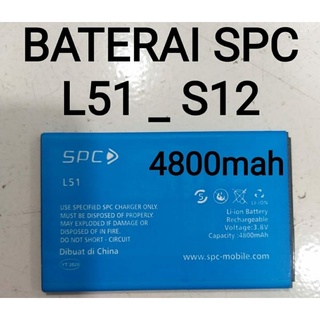 BATERAI SPC
L51 _ S12
4800mah
SPC
L51
USE SPECIFIED SPC CHARGER ONLY.
MUST BE DISPOSED OF PROPERLY.
MAY EXPLODED IF DAMAGE OR
DISPOSED OF IN FIRE.
DO NOT SHORT - CIRCUIT
Dibuat di China
Li-ion Battery
Rechargeable
Voltage: 3.8V
Capacity : 4800mAh
www.spc-mobile.com